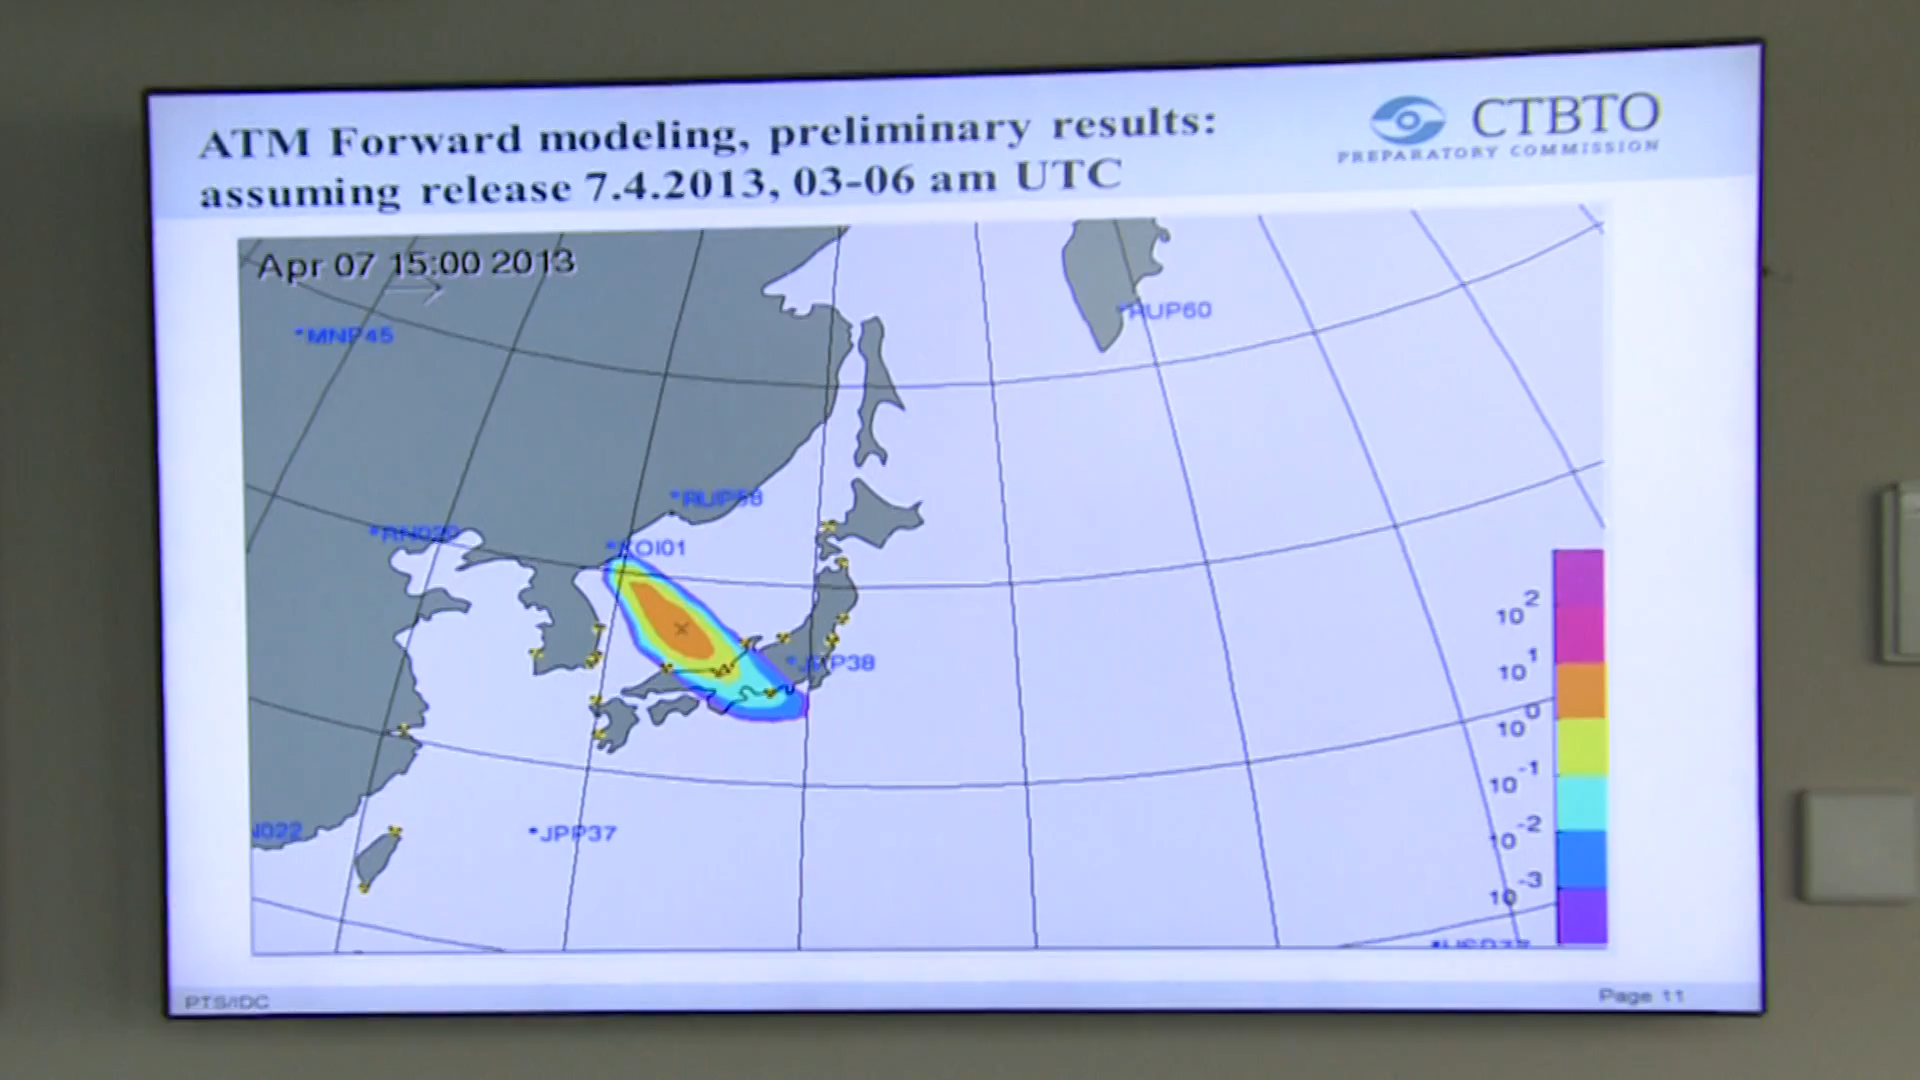 ATM Forward modeling, preliminary results:
assuming release 7.4.2013, 03-06 am UTC
CTBTO
PREPARATORY COMMISSION
Apr 07 15:00 2013
*MNP45
*RUP60
*RUP58
*KOI01
*JPP38
*JPP37
N022
10^2
10^1
10^0
10^-1
10^-2
10^-3
PTS/IDC
Page 11